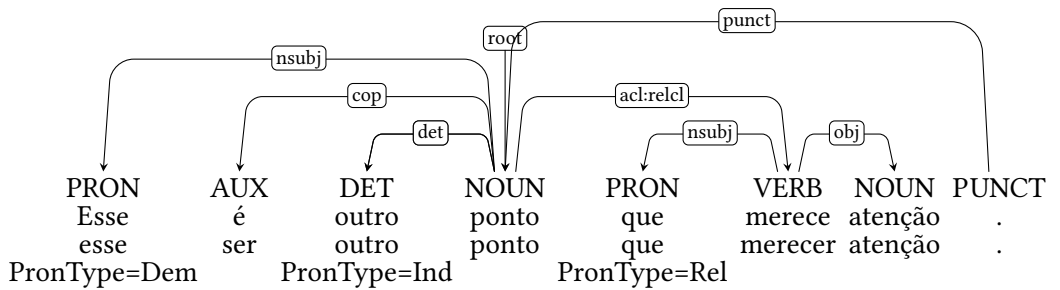 punct
root
nsubj
cop acl:relcl
det nsubj obj
PRON AUX DET NOUN PRON VERB NOUN PUNCT
Esse é outro ponto que merece atenção .
esse ser outro ponto que merecer atenção .
PronType=Dem PronType=Ind PronType=Rel